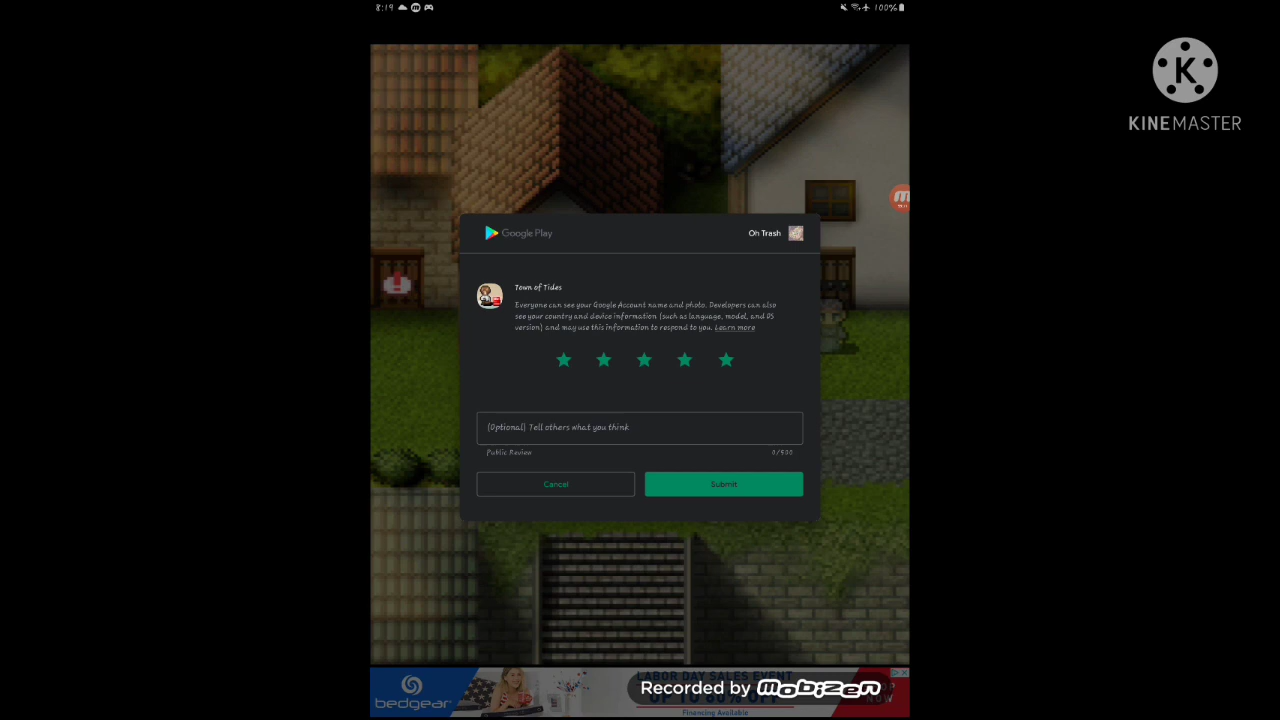 8:19
100%
K
KINEMASTER
Google Play
Oh Trash
Town of Tides
Everyone can see your Google Account name and photo. Developers can also
see your country and device information (such as language, model, and OS
version) and may use this information to respond to you. Learn more
(Optional) Tell others what you think
Public Review
0/500
Cancel
Submit
LABOR DAY SALES EVENT
bedgear
Recorded by mobizen
NOW
Financing Available